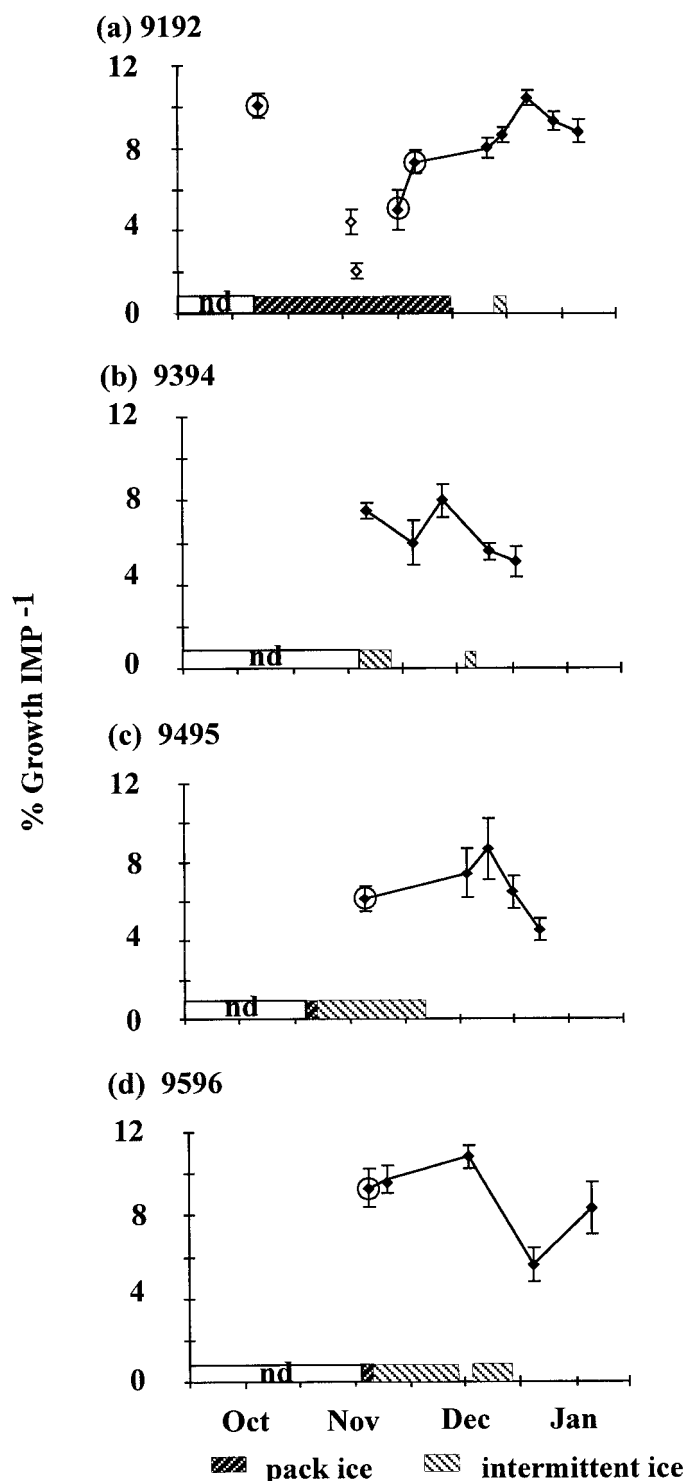 (a) 9192
12
8
4
0
nd
(b) 9394
12
8
4
0
nd
% Growth IMP -1
(c) 9495
12
8
4
0
nd
(d) 9596
12
8
4
0
nd
Oct Nov Dec Jan
pack ice intermittent ice